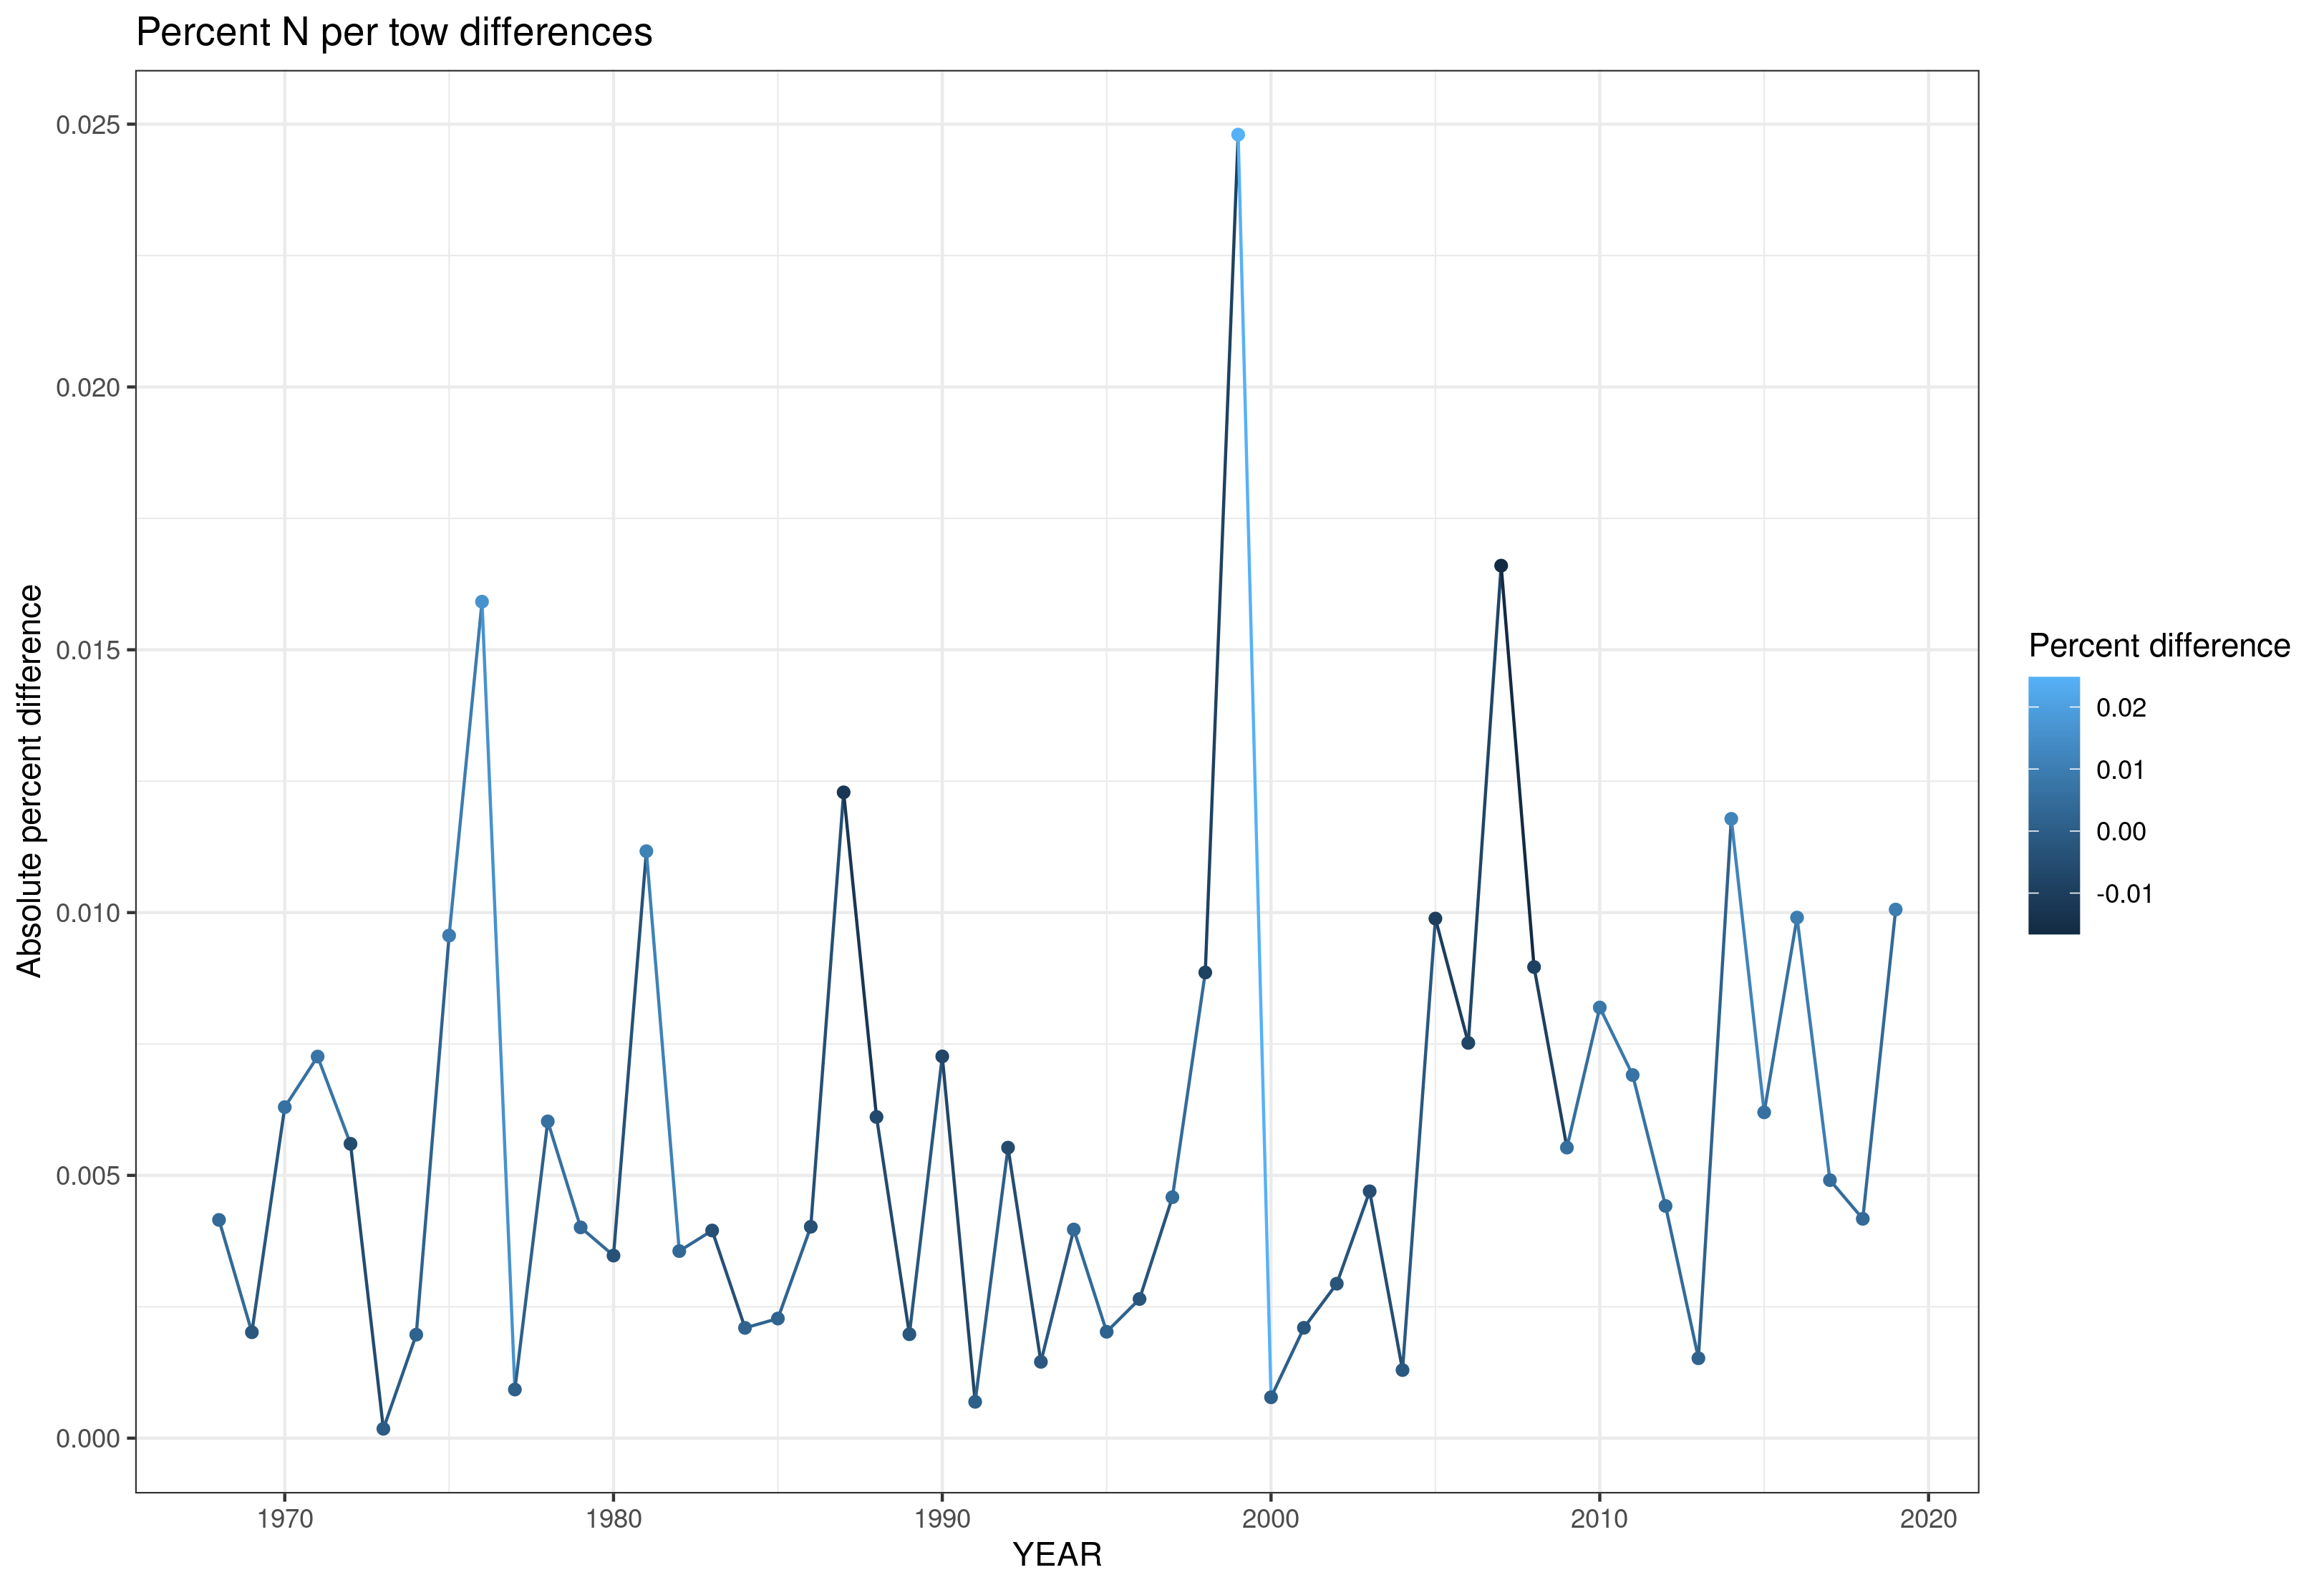 Percent N per tow differences
Absolute percent difference
0.025
0.020
0.015
0.010
0.005
0.000
1970 1980 1990 2000 2010 2020
YEAR
Percent difference
0.02
0.01
0.00
-0.01